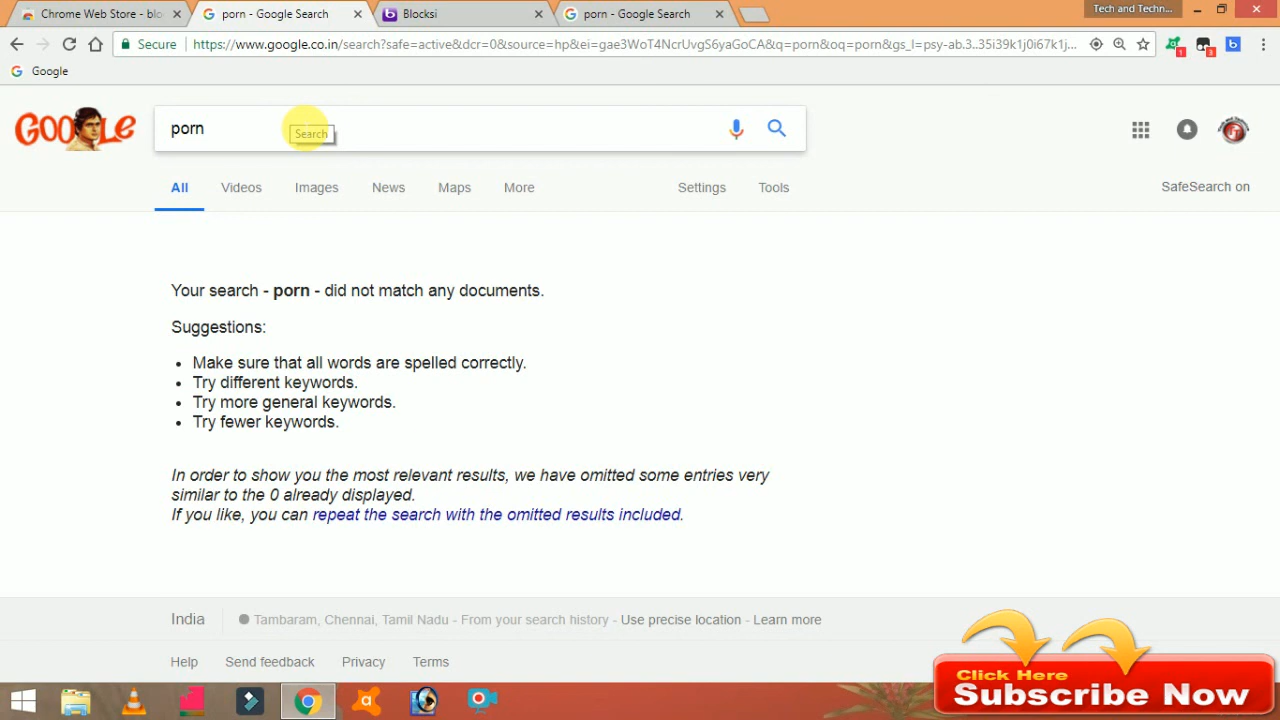 Chrome Web Store - blo
porn - Google Search
Blocksi
porn - Google Search
Tech and Techn...
Secure
https://www.google.co.in/search?safe=active&dcr=0&source=hp&ei=gae3WoT4NcrUvgS6yaGoCA&q=porn&oq=porn&gs_l=psy-ab.3..35i39k1j0i67k1j...
1
3
b
Google
Google
porn
Search
All
Videos
Images
News
Maps
More
Settings
Tools
SafeSearch on
Your search - porn - did not match any documents.
Suggestions:
• Make sure that all words are spelled correctly.
• Try different keywords.
• Try more general keywords.
• Try fewer keywords.
In order to show you the most relevant results, we have omitted some entries very
similar to the 0 already displayed.
If you like, you can repeat the search with the omitted results included.
India
Tambaram, Chennai, Tamil Nadu - From your search history - Use precise location - Learn more
Help
Send feedback
Privacy
Terms
Click Here
Subscribe Now